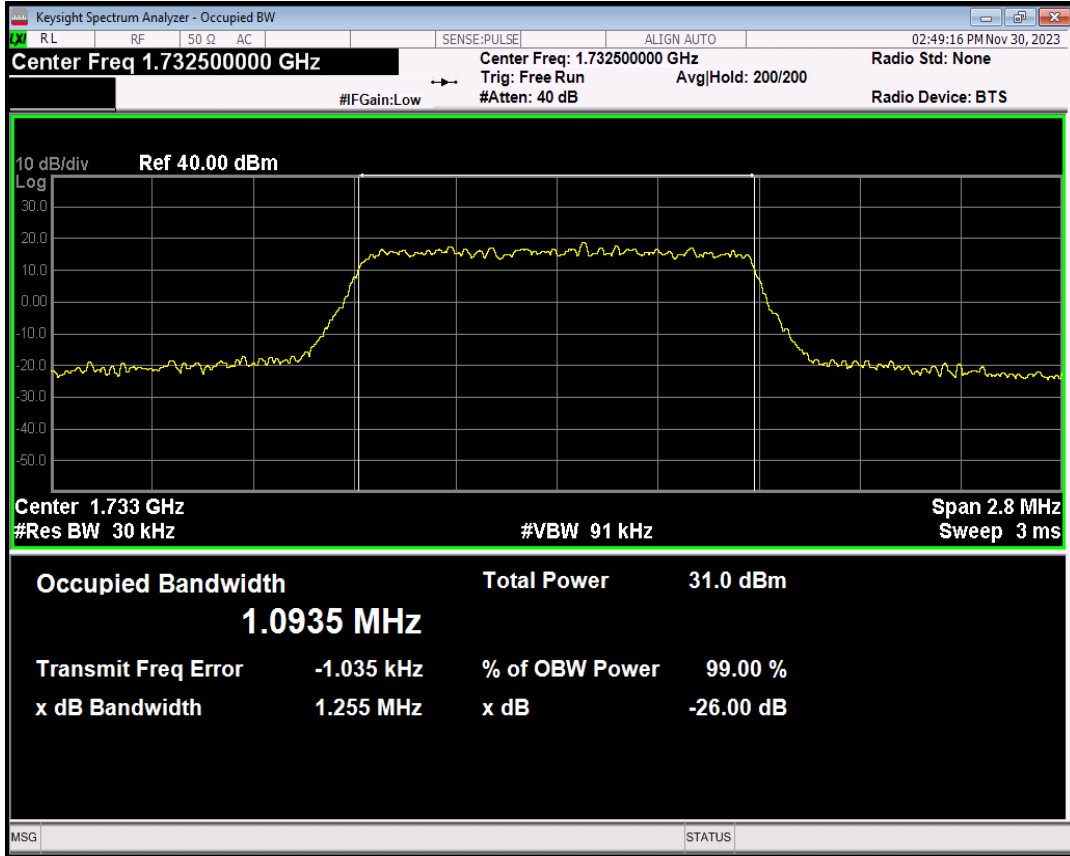 Keysight Spectrum Analyzer - Occupied BW
LXI RL RF 50 Ω AC SENSE:PULSE ALIGN AUTO 02:49:16 PM Nov 30, 2023
Center Freq 1.732500000 GHz
Center Freq: 1.732500000 GHz
Radio Std: None
Trig: Free Run Avg|Hold: 200/200
#IFGain:Low #Atten: 40 dB Radio Device: BTS
10 dB/div Ref 40.00 dBm
Log
30.0
20.0
10.0
0.00
-10.0
-20.0
-30.0
-40.0
-50.0
Center 1.733 GHz Span 2.8 MHz
#Res BW 30 kHz #VBW 91 kHz Sweep 3 ms
Occupied Bandwidth Total Power 31.0 dBm
1.0935 MHz
Transmit Freq Error -1.035 kHz % of OBW Power 99.00 %
x dB Bandwidth 1.255 MHz x dB -26.00 dB
MSG STATUS